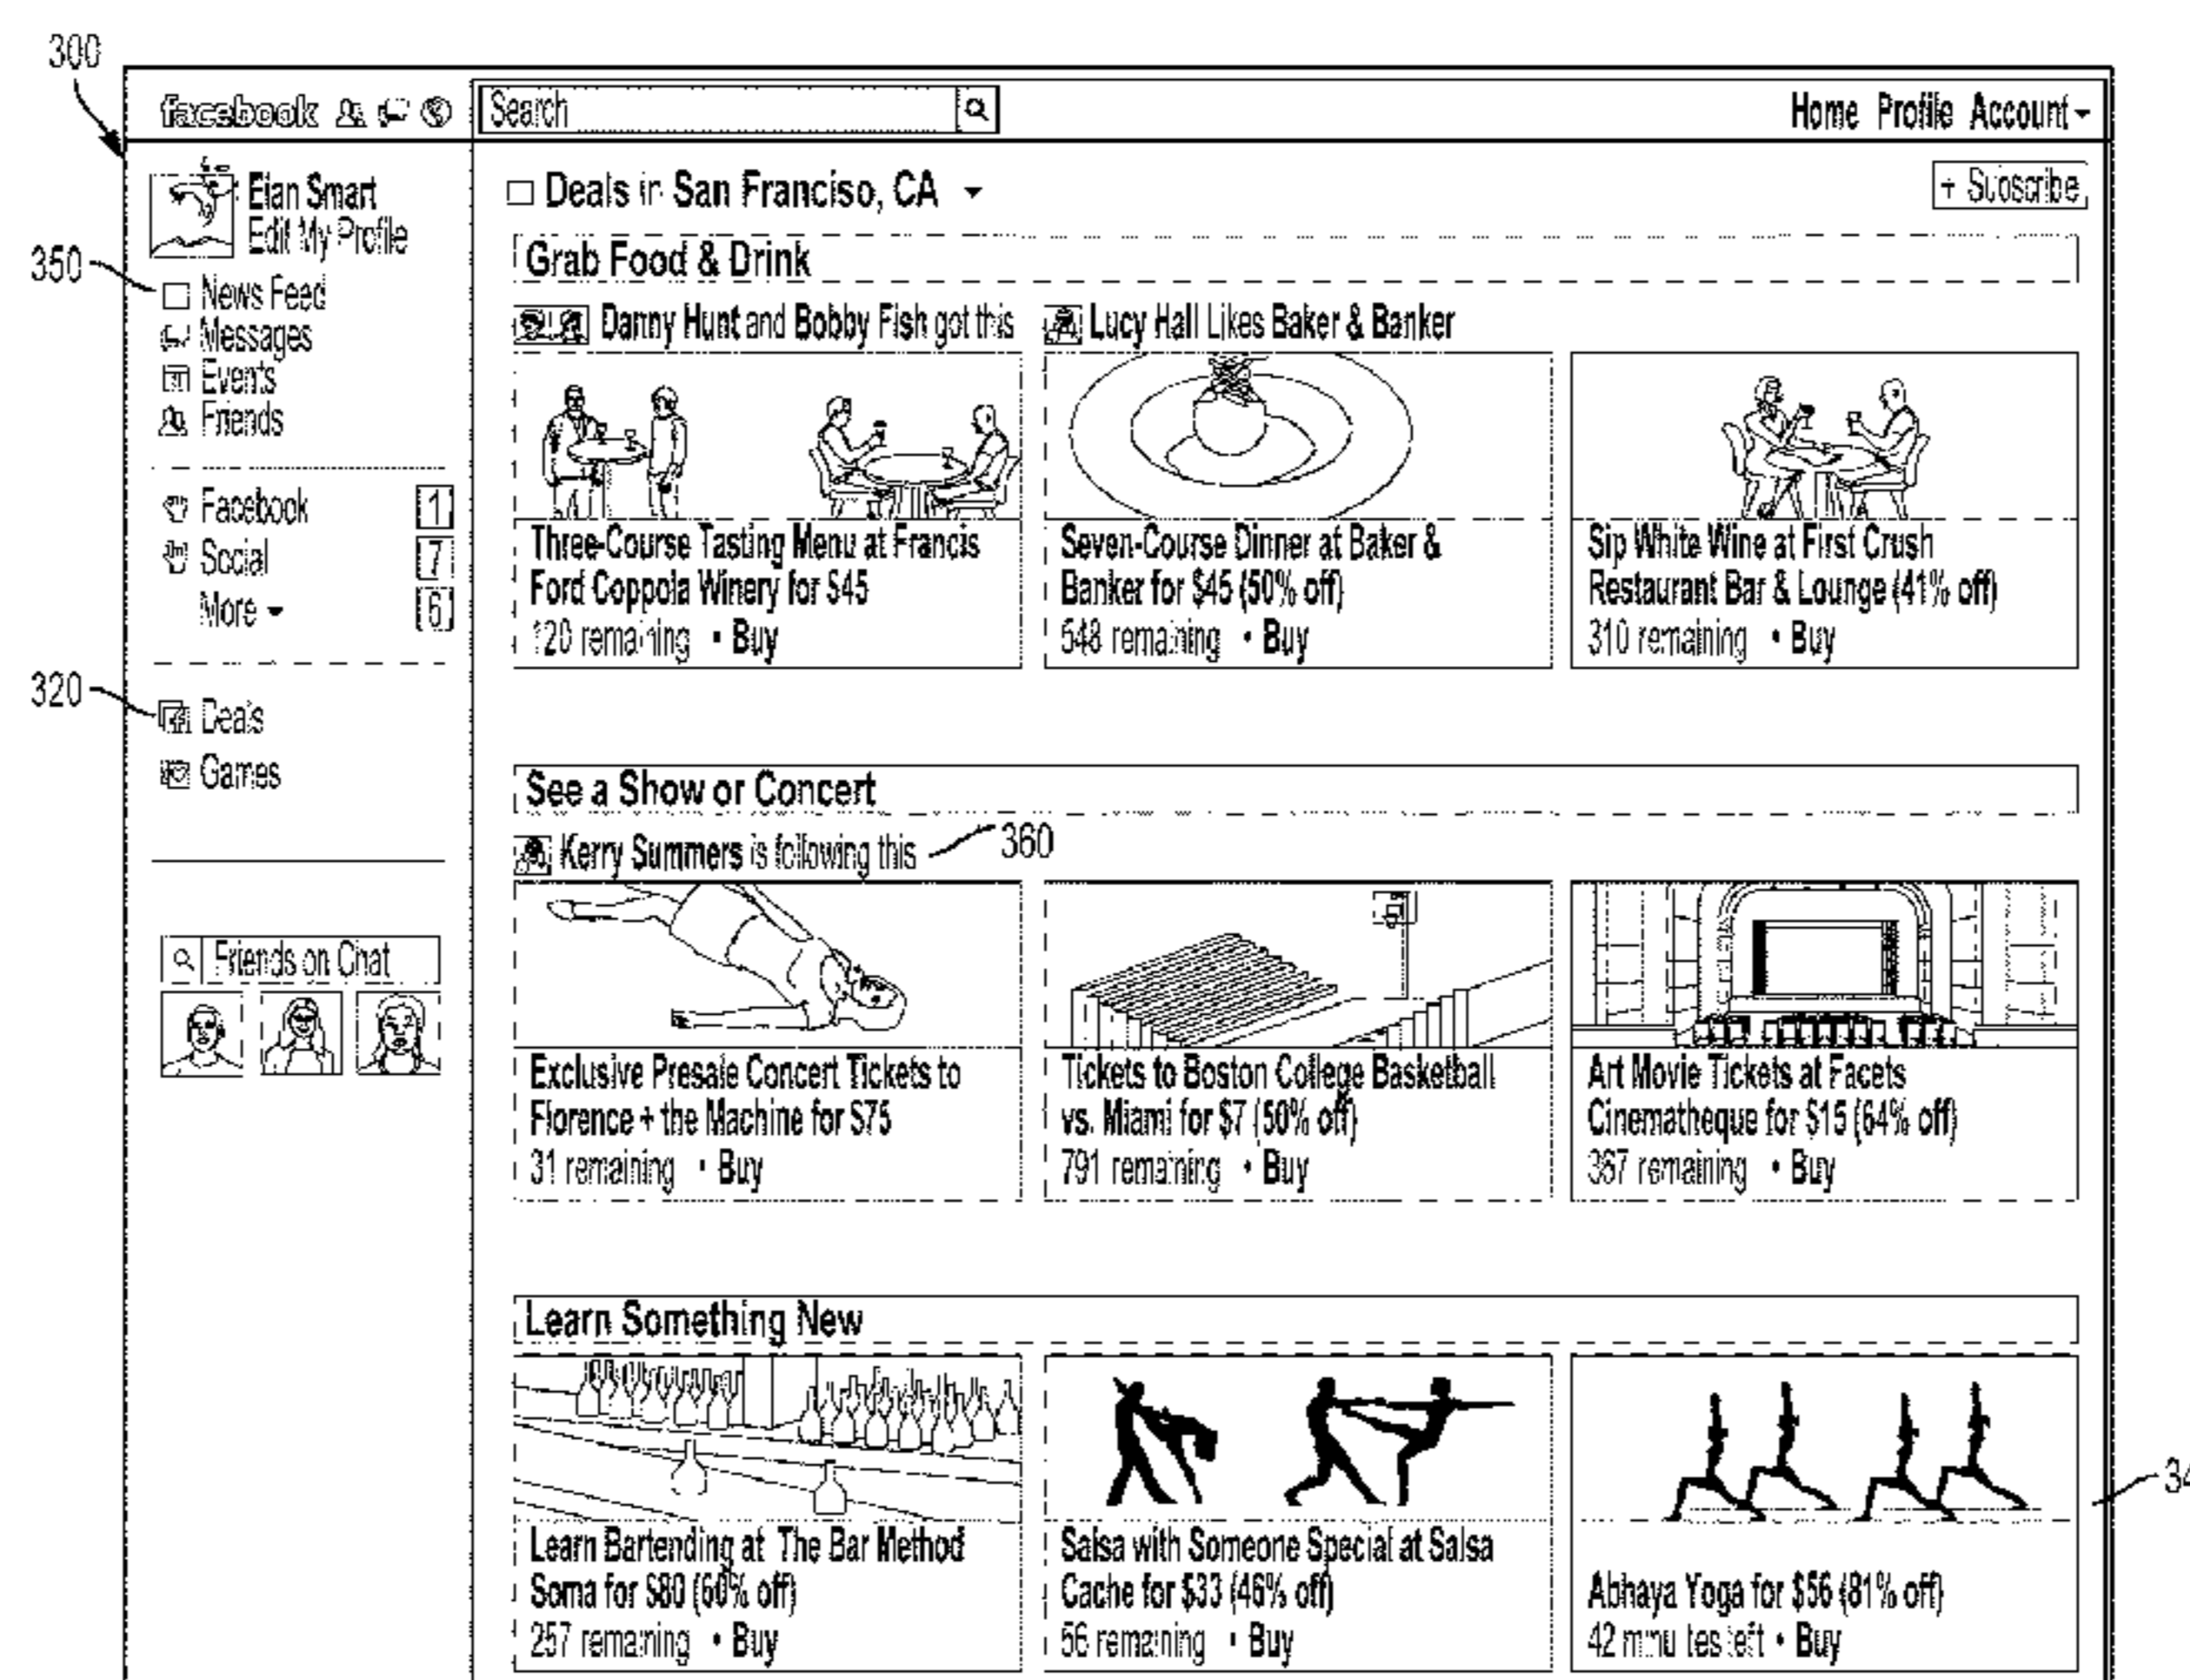 300
facebook
Search
Home Profile Account
Elan Smart
Edit My Profile
350
News Feed
Messages
Events
Friends
Facebook 1
Social 7
More 6
320
Deals
Games
Friends on Chat
Deals in San Franciso, CA
+ Subscribe
Grab Food & Drink
Danny Hunt and Bobby Fish got this
Lucy Hall Likes Baker & Banker
Three-Course Tasting Menu at Francis
Ford Coppola Winery for $45
120 remaining • Buy
Seven-Course Dinner at Baker &
Banker for $45 (50% off)
548 remaining • Buy
Sip White Wine at First Crush
Restaurant Bar & Lounge (41% off)
310 remaining • Buy
See a Show or Concert
Kerry Summers is following this
360
Exclusive Presale Concert Tickets to
Florence + the Machine for $75
31 remaining • Buy
Tickets to Boston College Basketball
vs. Miami for $7 (50% off)
791 remaining • Buy
Art Movie Tickets at Facets
Cinematheque for $15 (64% off)
367 remaining • Buy
Learn Something New
Learn Bartending at The Bar Method
Soma for $80 (60% off)
257 remaining • Buy
Salsa with Someone Special at Salsa
Cache for $33 (46% off)
56 remaining • Buy
Abhaya Yoga for $56 (81% off)
42 minutes left • Buy